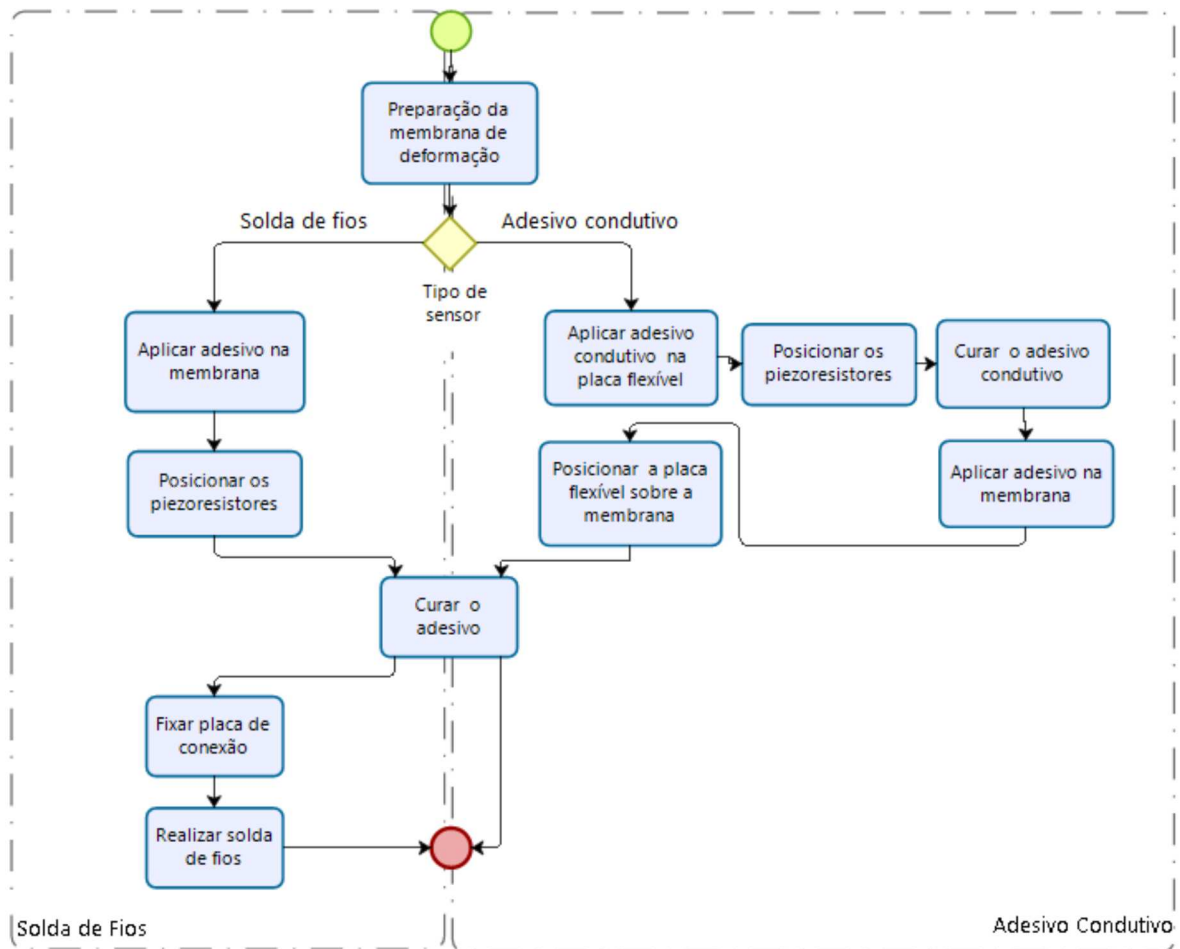 Preparação da
membrana de
deformação
Solda de fios
Adesivo condutivo
Tipo de
sensor
Aplicar adesivo na
membrana
Aplicar adesivo
condutivo na
placa flexível
Posicionar os
piezoresistores
Curar o adesivo
condutivo
Posicionar os
piezoresistores
Posicionar a placa
flexível sobre a
membrana
Aplicar adesivo na
membrana
Curar o
adesivo
Fixar placa de
conexão
Realizar solda
de fios
Solda de Fios
Adesivo Condutivo